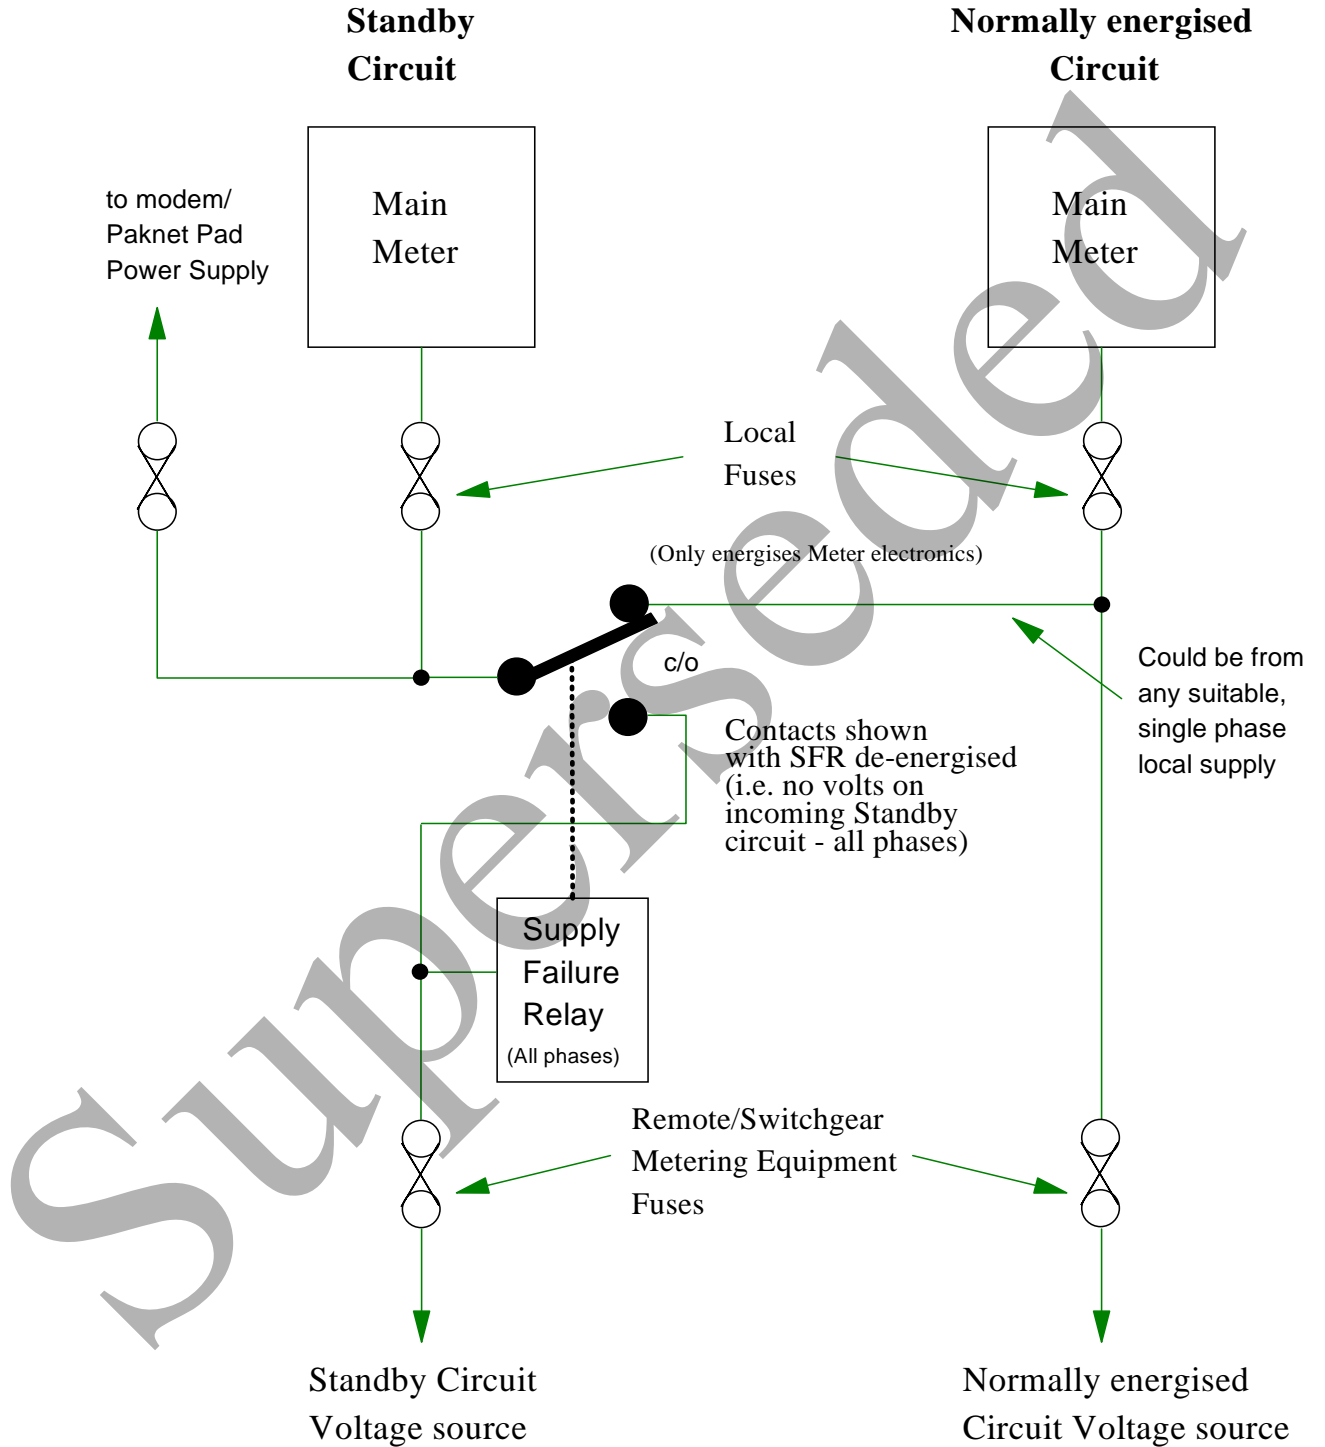 Standby
Circuit
Normally energised
Circuit
Main
Meter
Main
Meter
to modem/
Paknet Pad
Power Supply
Local
Fuses
(Only energises Meter electronics)
c/o
Could be from
any suitable,
single phase
local supply
Contacts shown
with SFR de-energised
(i.e. no volts on
incoming Standby
circuit - all phases)
Supply
Failure
Relay
(All phases)
Remote/Switchgear
Metering Equipment
Fuses
Standby Circuit
Voltage source
Normally energised
Circuit Voltage source
Superseded